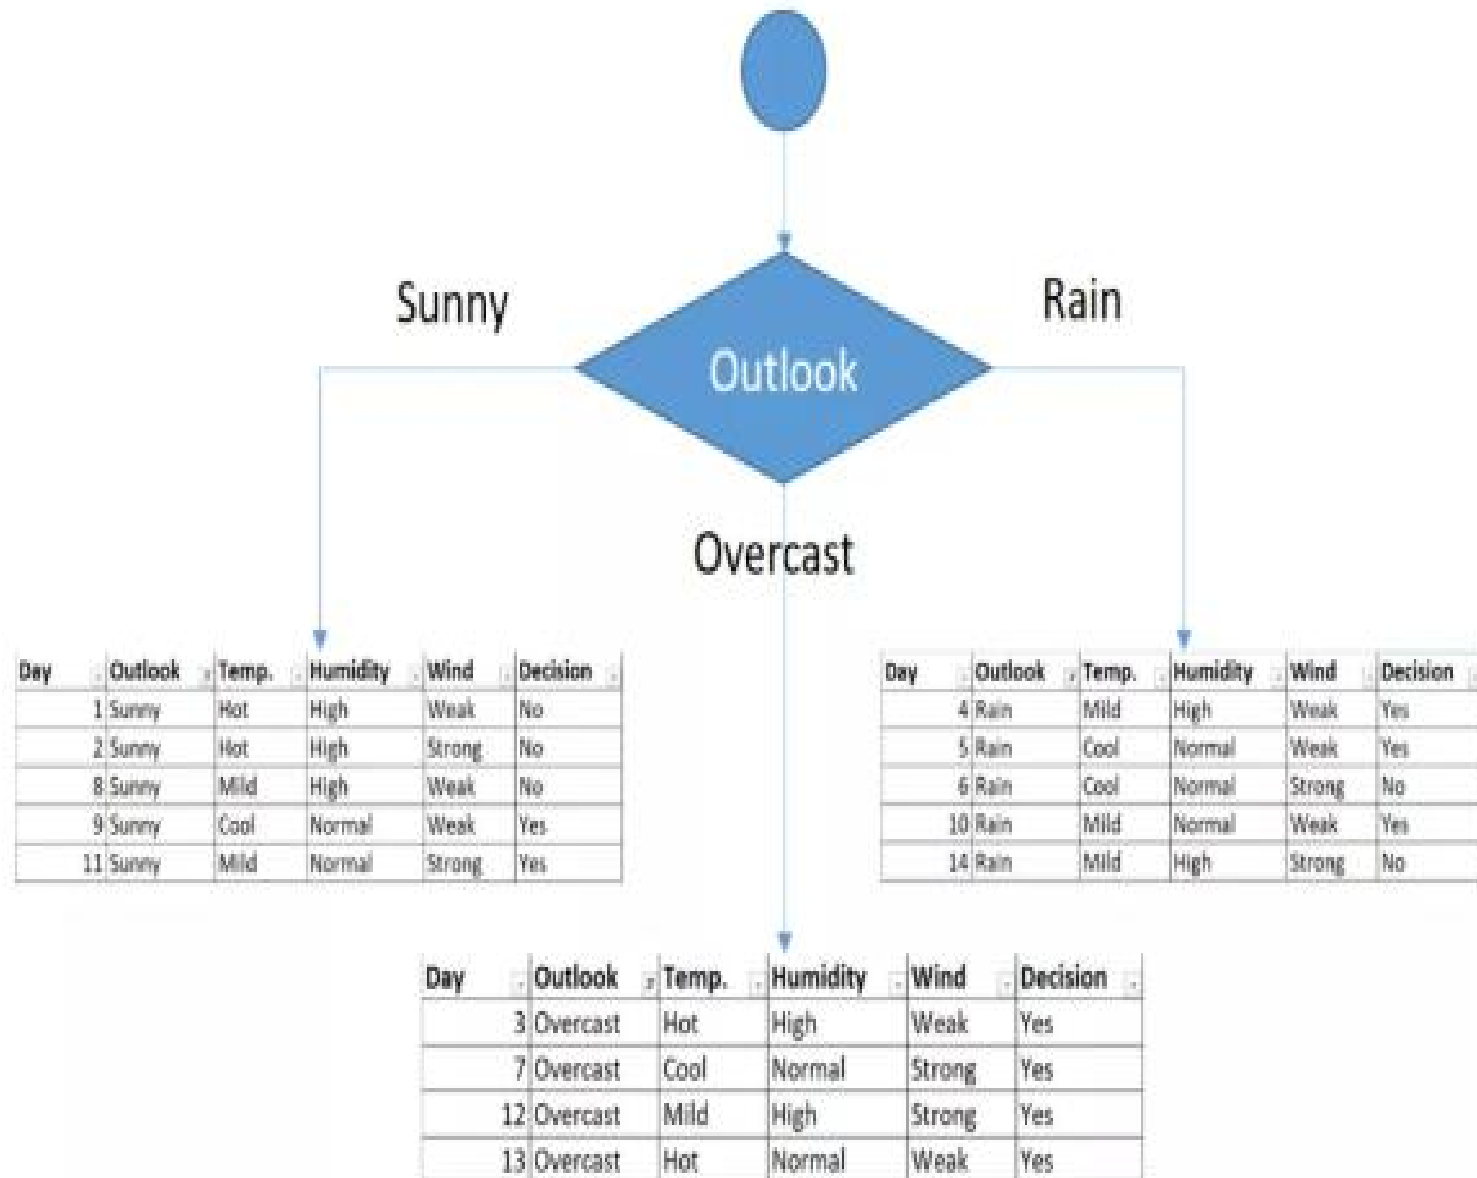 Sunny
Rain
Outlook
Overcast
Day Outlook Temp. Humidity Wind Decision
1 Sunny Hot High Weak No
2 Sunny Hot High Strong No
8 Sunny Mild High Weak No
9 Sunny Cool Normal Weak Yes
11 Sunny Mild Normal Strong Yes
Day Outlook Temp. Humidity Wind Decision
4 Rain Mild High Weak Yes
5 Rain Cool Normal Weak Yes
6 Rain Cool Normal Strong No
10 Rain Mild Normal Weak Yes
14 Rain Mild High Strong No
Day Outlook Temp. Humidity Wind Decision
3 Overcast Hot High Weak Yes
7 Overcast Cool Normal Strong Yes
12 Overcast Mild High Strong Yes
13 Overcast Hot Normal Weak Yes